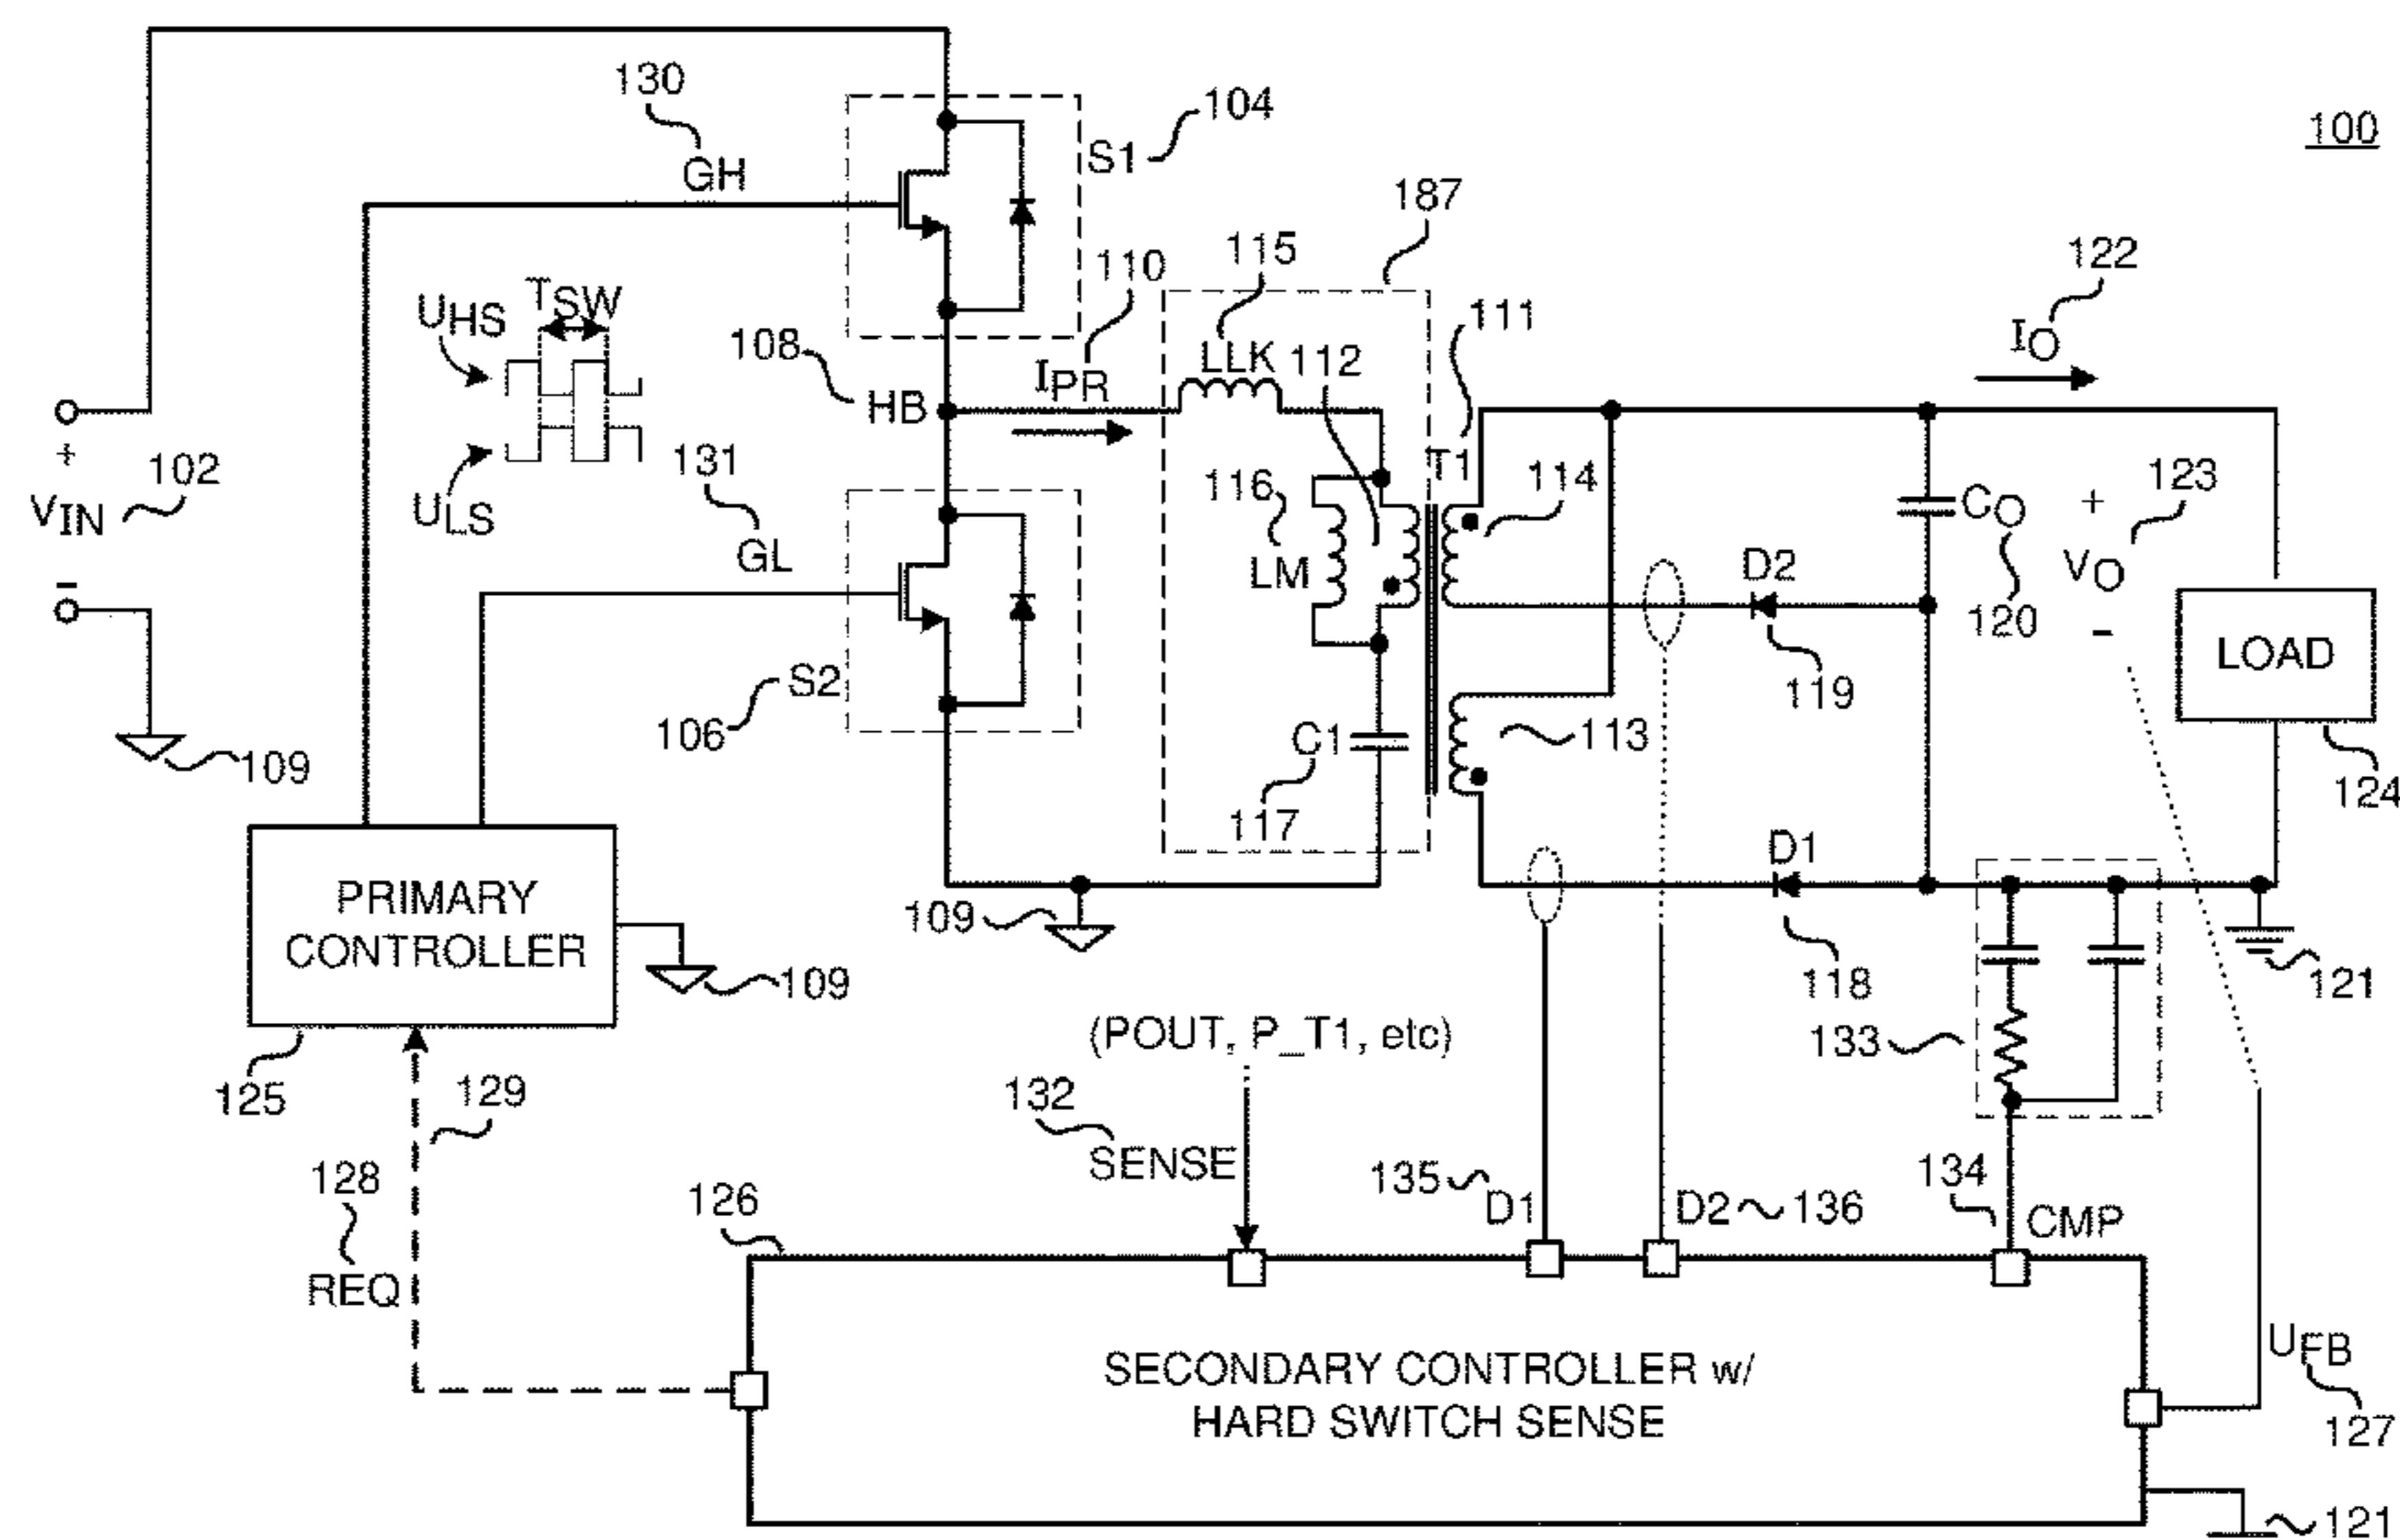 130
GH
104
S1
100
187
110
115
122
IO
UHS
TSW
111
108
HB
IPR
LLK
112
+
102
VIN
-
131
GL
T1
ULS
116
LM
114
CO
120
+
123
VO
-
D2
119
LOAD
124
S2
106
C1
117
113
109
D1
118
109
121
PRIMARY
CONTROLLER
109
(POUT, P_T1, etc)
133
125
129
132
SENSE
135
D1
D2
136
134
CMP
128
REQ
126
SECONDARY CONTROLLER w/
HARD SWITCH SENSE
UFB
127
121